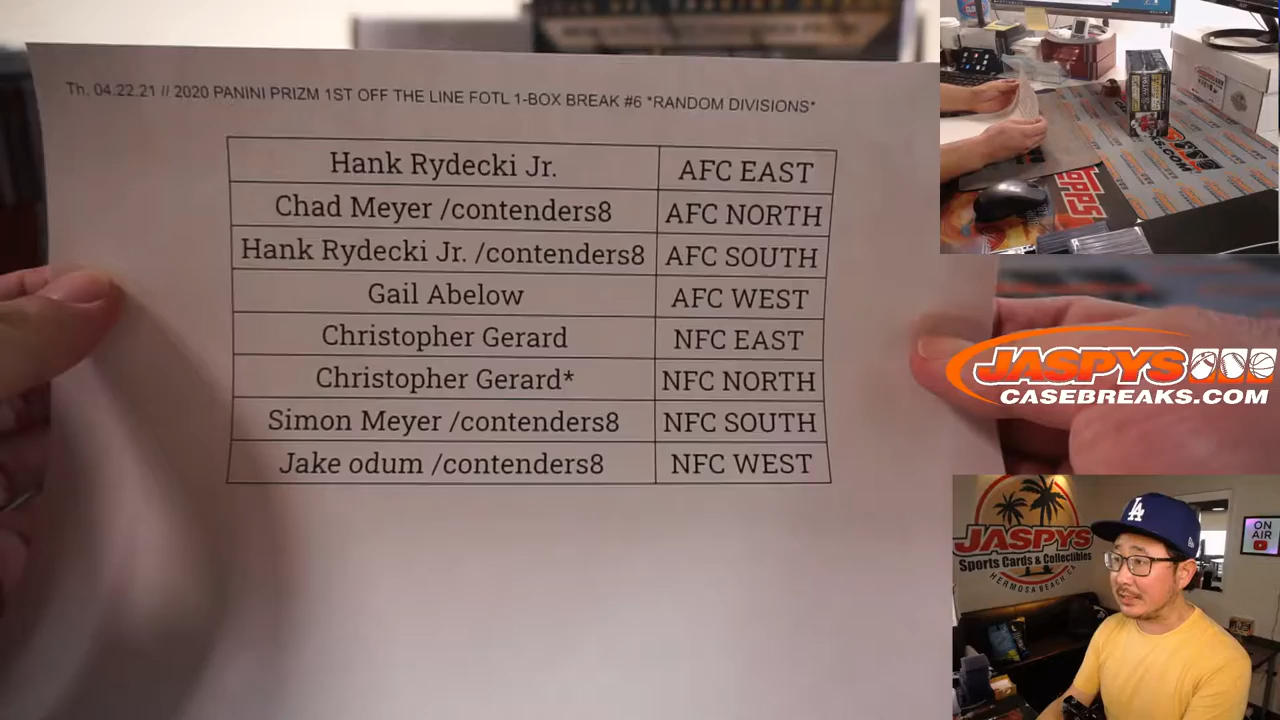 Th. 04.22.21 // 2020 PANINI PRIZM 1ST OFF THE LINE FOTL 1-BOX BREAK #6 *RANDOM DIVISIONS*
Hank Rydecki Jr. AFC EAST
Chad Meyer /contenders8 AFC NORTH
Hank Rydecki Jr. /contenders8 AFC SOUTH
Gail Abelow AFC WEST
Christopher Gerard NFC EAST
Christopher Gerard* NFC NORTH
Simon Meyer /contenders8 NFC SOUTH
Jake odum /contenders8 NFC WEST
JASPYS
CASEBREAKS.COM
JASPYS
Sports Cards & Collectibles
HERMOSA BEACH, CA
LA
ON
AIR
topps